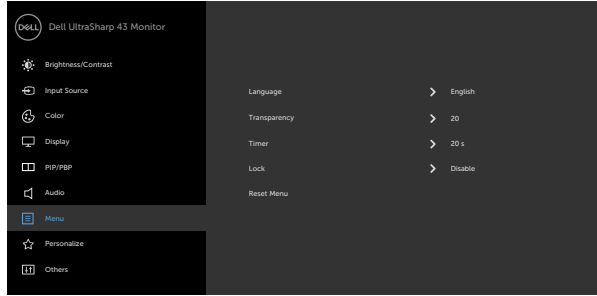 DELL Dell UltraSharp 43 Monitor
Brightness/Contrast
Input Source
Color
Display
PIP/PBP
Audio
Menu
Personalize
Others
Language English
Transparency 20
Timer 20 s
Lock Disable
Reset Menu